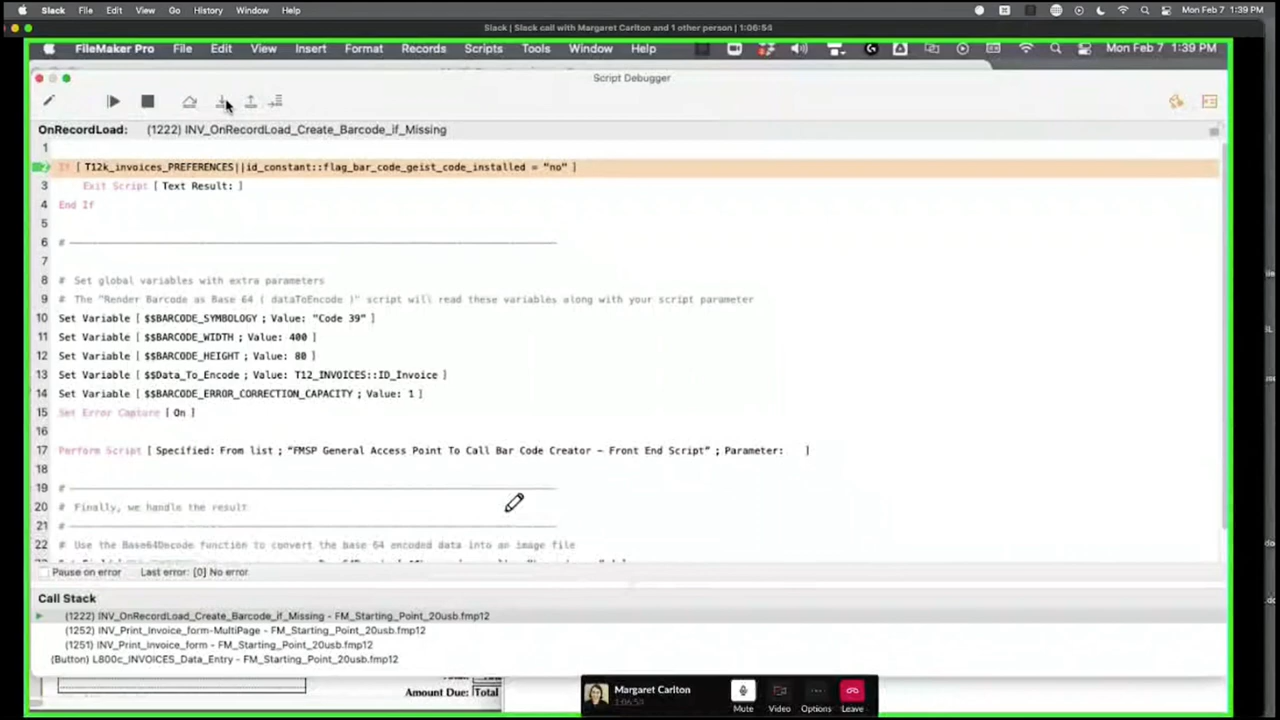 Slack File Edit View Go History Window Help Mon Feb 7 1:39 PM
Slack | Slack call with Margaret Carlton and 1 other person | 1:06:54
FileMaker Pro File Edit View Insert Format Records Scripts Tools Window Help Mon Feb 7 1:39 PM
Script Debugger
OnRecordLoad: (1222) INV_OnRecordLoad_Create_Barcode_if_Missing
1
2 If [ T12k_invoices_PREFERENCES||id_constant::flag_bar_code_geist_code_installed = "no" ]
3 Exit Script [ Text Result: ]
4 End If
5
6 #
7
8 # Set global variables with extra parameters
9 # The "Render Barcode as Base 64 ( dataToEncode )" script will read these variables along with your script parameter
10 Set Variable [ $$BARCODE_SYMBOLOGY ; Value: "Code 39" ]
11 Set Variable [ $$BARCODE_WIDTH ; Value: 400 ]
12 Set Variable [ $$BARCODE_HEIGHT ; Value: 80 ]
13 Set Variable [ $$Data_To_Encode ; Value: T12_INVOICES::ID_Invoice ]
14 Set Variable [ $$BARCODE_ERROR_CORRECTION_CAPACITY ; Value: 1 ]
15 Set Error Capture [ On ]
16
17 Perform Script [ Specified: From list ; "FMSP General Access Point To Call Bar Code Creator - Front End Script" ; Parameter: ]
18
19 #
20 # Finally, we handle the result
21 #
22 # Use the Base64Decode function to convert the base 64 encoded data into an image file
Pause on error Last error: [0] No error
Call Stack
(1222) INV_OnRecordLoad_Create_Barcode_if_Missing - FM_Starting_Point_20usb.fmp12
(1252) INV_Print_Invoice_form-MultiPage - FM_Starting_Point_20usb.fmp12
(1251) INV_Print_Invoice_form - FM_Starting_Point_20usb.fmp12
(Button) L800c_INVOICES_Data_Entry - FM_Starting_Point_20usb.fmp12
Amount Due: Total
Margaret Carlton
Mute Video Options Leave